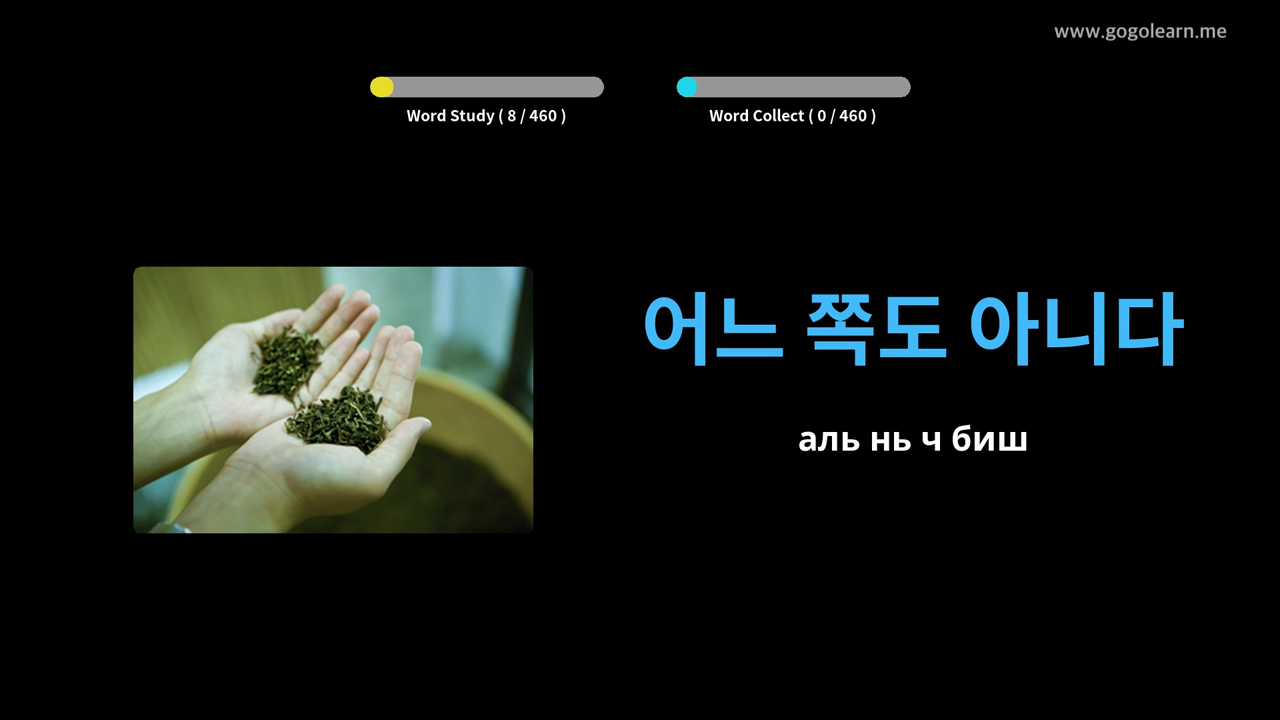 www.gogolearn.me
Word Study ( 8 / 460 )
Word Collect ( 0 / 460 )
어느 쪽도 아니다
аль нь ч биш